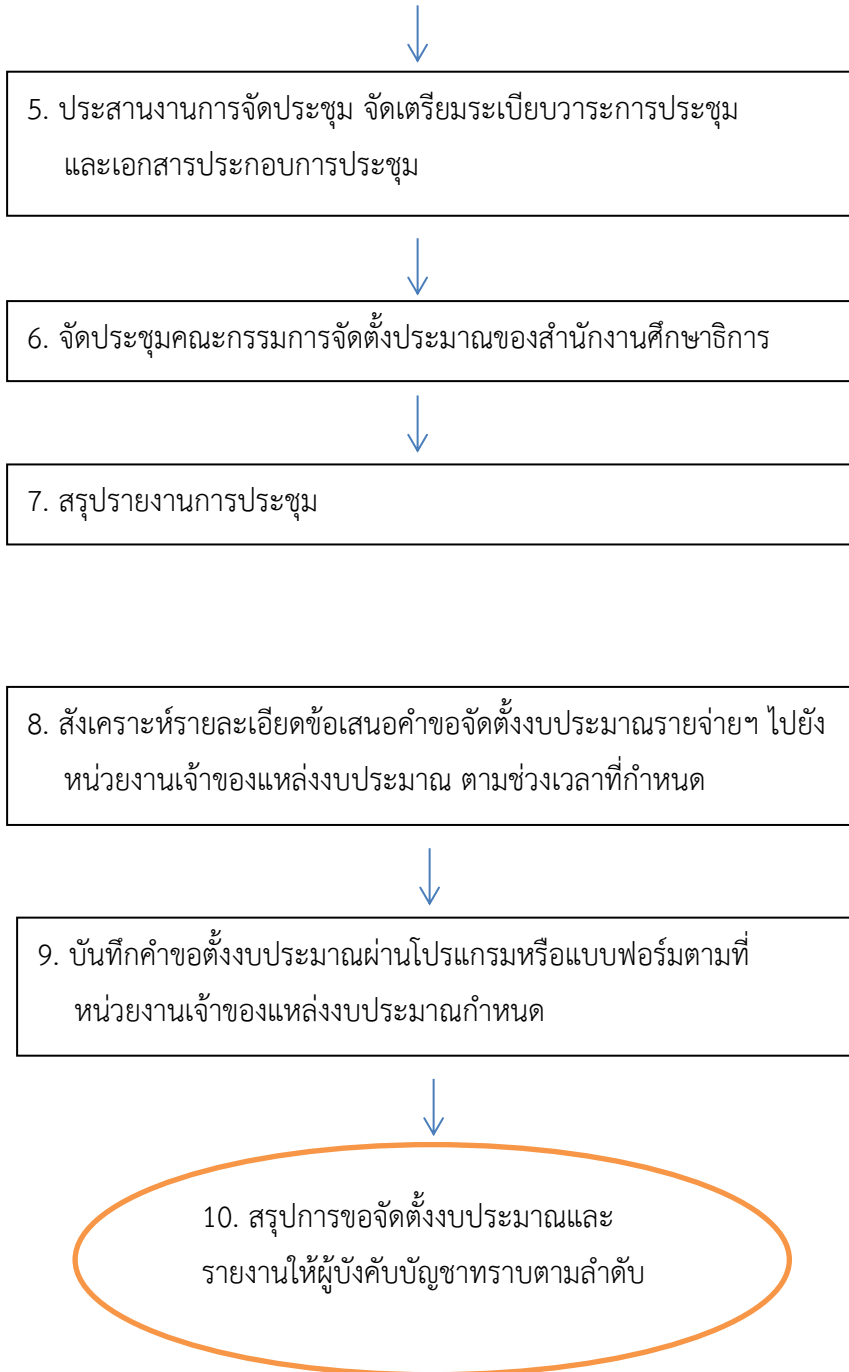 5. ประสานงานการจัดประชุม จัดเตรียมระเบียบวาระการประชุม
และเอกสารประกอบการประชุม
6. จัดประชุมคณะกรรมการจัดตั้งประมาณของสำนักงานศึกษาธิการ
7. สรุปรายงานการประชุม
8. สังเคราะห์รายละเอียดข้อเสนอคำขอจัดตั้งงบประมาณรายจ่ายฯ ไปยัง
หน่วยงานเจ้าของแหล่งงบประมาณ ตามช่วงเวลาที่กำหนด
9. บันทึกคำขอตั้งงบประมาณผ่านโปรแกรมหรือแบบฟอร์มตามที่
หน่วยงานเจ้าของแหล่งงบประมาณกำหนด
10. สรุปการขอจัดตั้งงบประมาณและ
รายงานให้ผู้บังคับบัญชาทราบตามลำดับ